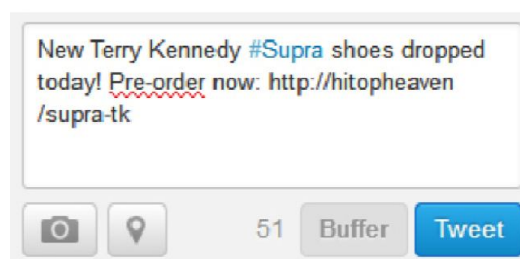 New Terry Kennedy #Supra shoes dropped
today! Pre-order now: http://hitopheaven
/supra-tk
51 Buffer Tweet